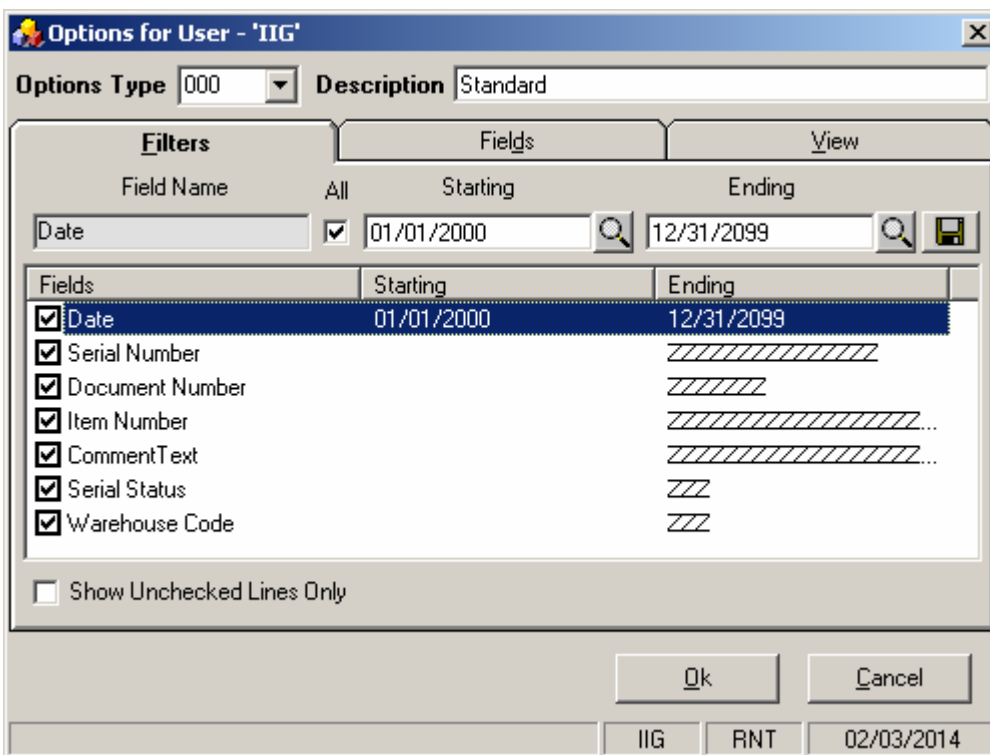 Options for User - 'IIG'
Options Type 000 Description Standard
Filters Fields View
Field Name All Starting Ending
Date 01/01/2000 12/31/2099
Fields Starting Ending
Date 01/01/2000 12/31/2099
Serial Number ZZZZZZZZZZZZZZZ
Document Number ZZZZZZZ
Item Number ZZZZZZZZZZZZZZZZZZ...
CommentText ZZZZZZZZZZZZZZZZZZ...
Serial Status ZZZ
Warehouse Code ZZZ
Show Unchecked Lines Only
Ok Cancel
IIG RNT 02/03/2014